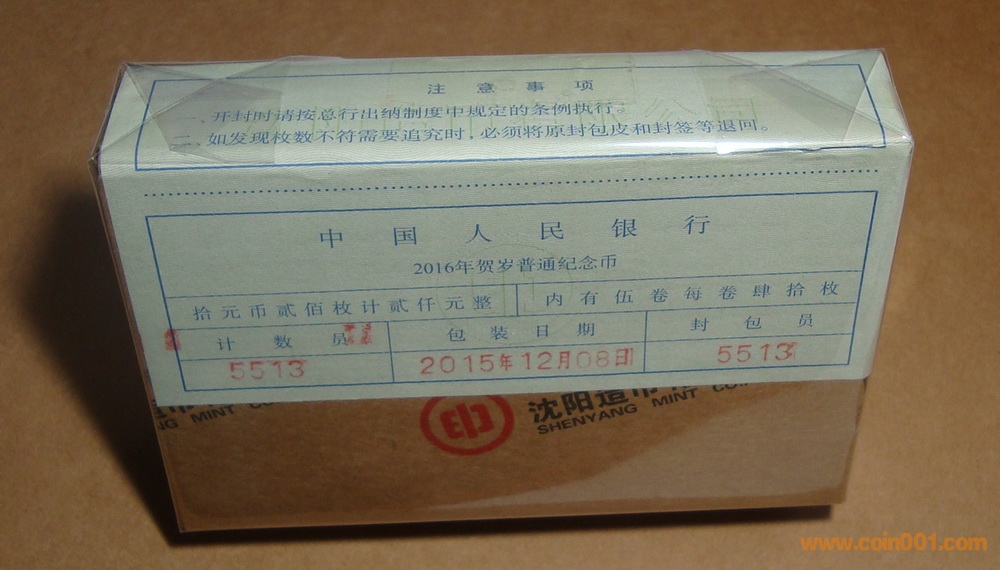 注意事项
一、开封时请按总行出纳制度中规定的条例执行。
二、如发现枚数不符需要追究时，必须将原封包皮和封签等退回。
中国人民银行
2016年贺岁普通纪念币
拾元币贰佰枚计贰仟元整 内有伍卷每卷肆拾枚
计数员 包装日期 封包员
5513 2015年12月08日 5513
沈阳造币
NG MINT CO SHENYANG MINT CO
www.coin001.com